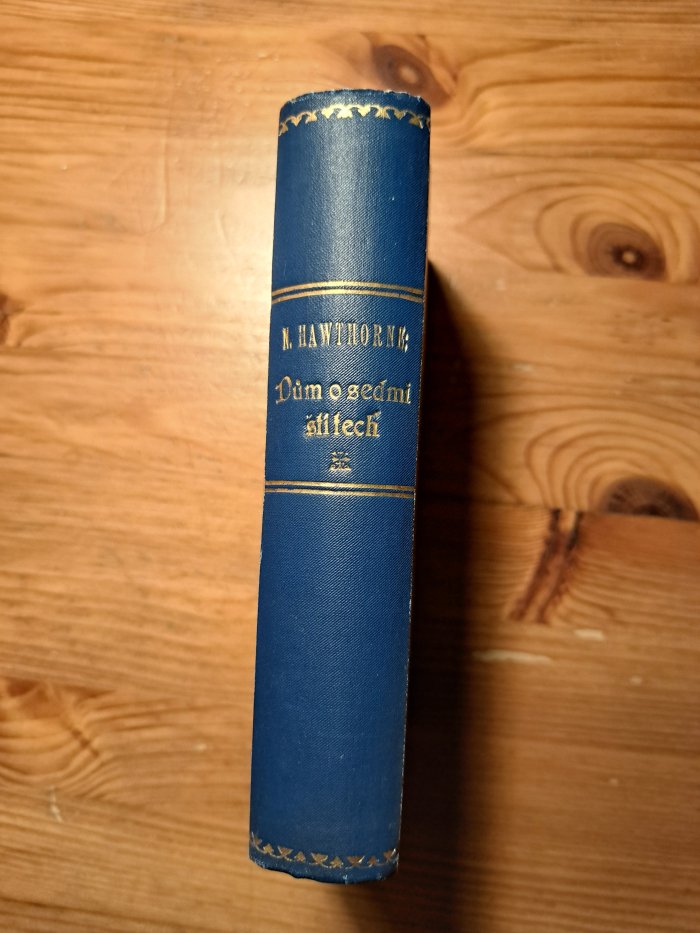 N. HAWTHORNE:
Dům o sedmi
štítech